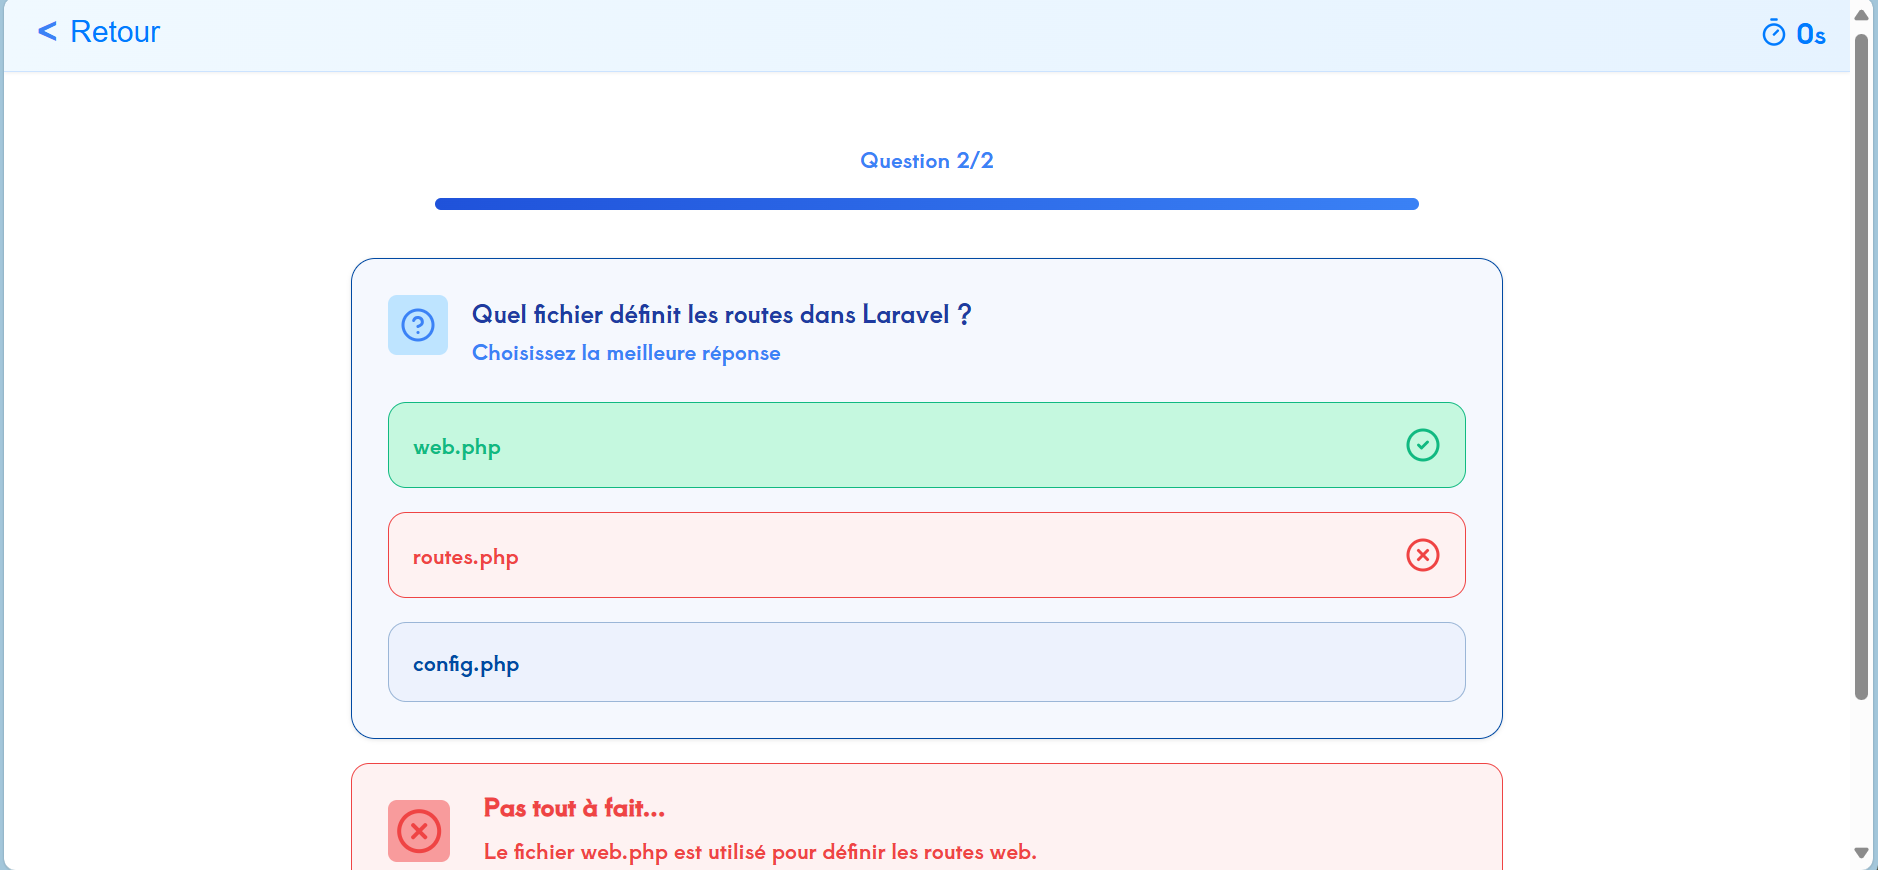 < Retour
0s
Question 2/2
Quel fichier définit les routes dans Laravel ?
Choisissez la meilleure réponse
web.php
routes.php
config.php
Pas tout à fait...
Le fichier web.php est utilisé pour définir les routes web.